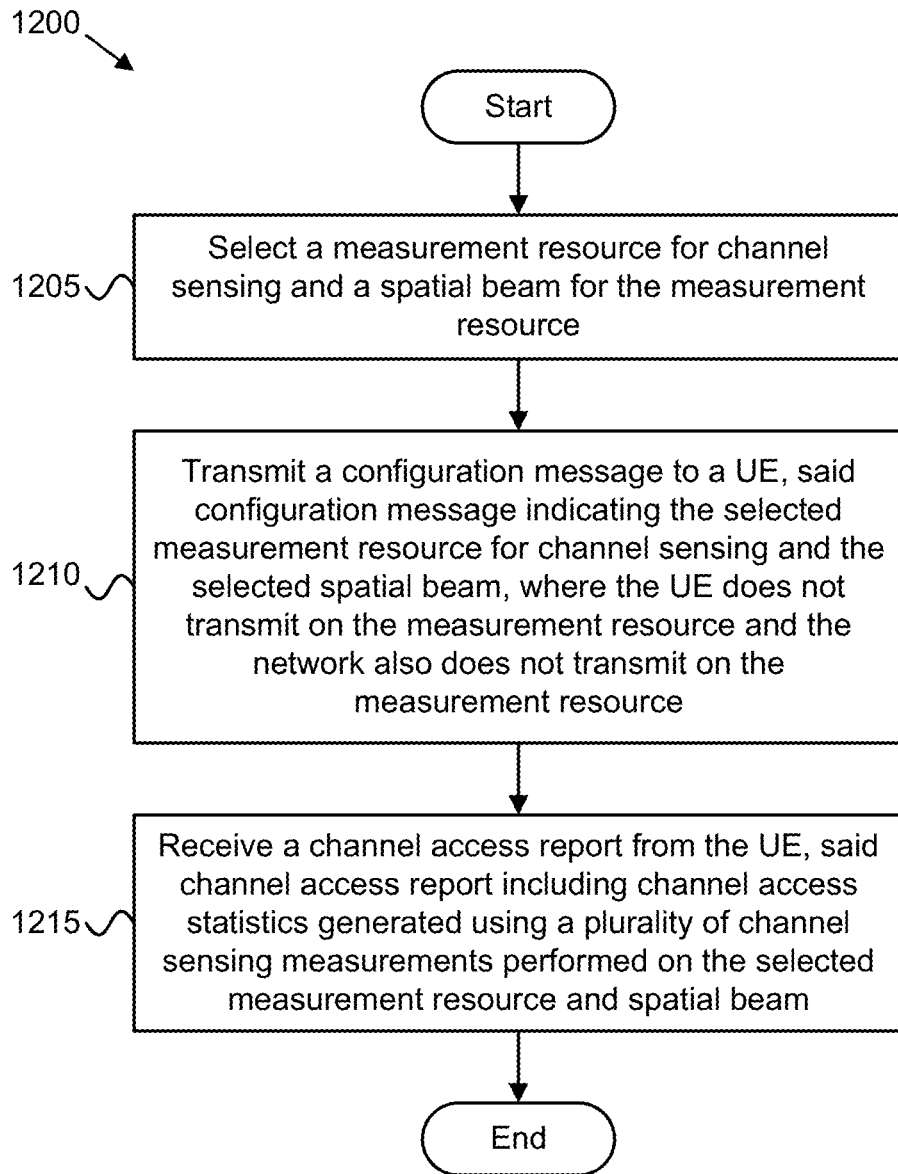 1200
Start
1205
Select a measurement resource for channel
sensing and a spatial beam for the measurement
resource
1210
Transmit a configuration message to a UE, said
configuration message indicating the selected
measurement resource for channel sensing and the
selected spatial beam, where the UE does not
transmit on the measurement resource and the
network also does not transmit on the
measurement resource
1215
Receive a channel access report from the UE, said
channel access report including channel access
statistics generated using a plurality of channel
sensing measurements performed on the selected
measurement resource and spatial beam
End